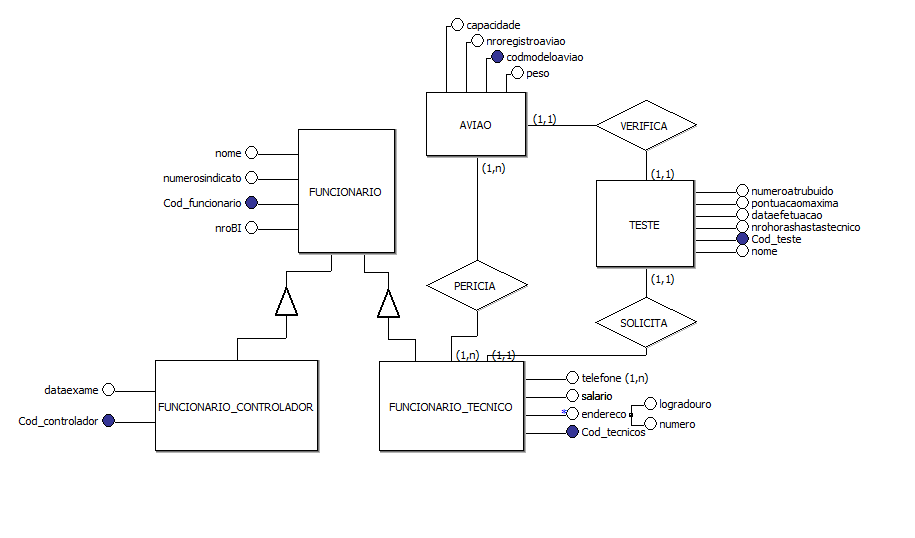 capacidade
nroregistroaviao
codmodeloaviao
peso
AVIAO
(1,1)
VERIFICA
(1,n)
(1,1)
nome
numerosindicato
Cod_funcionario
nroBI
FUNCIONARIO
TESTE
numeroatrubuido
pontuacaomaxima
dataefetuacao
nrohorashastastecnico
Cod_teste
nome
(1,1)
PERICIA
SOLICITA
(1,n)
(1,1)
dataexame
Cod_controlador
FUNCIONARIO_CONTROLADOR
FUNCIONARIO_TECNICO
telefone (1,n)
salario
* endereco
Cod_tecnicos
logradouro
numero